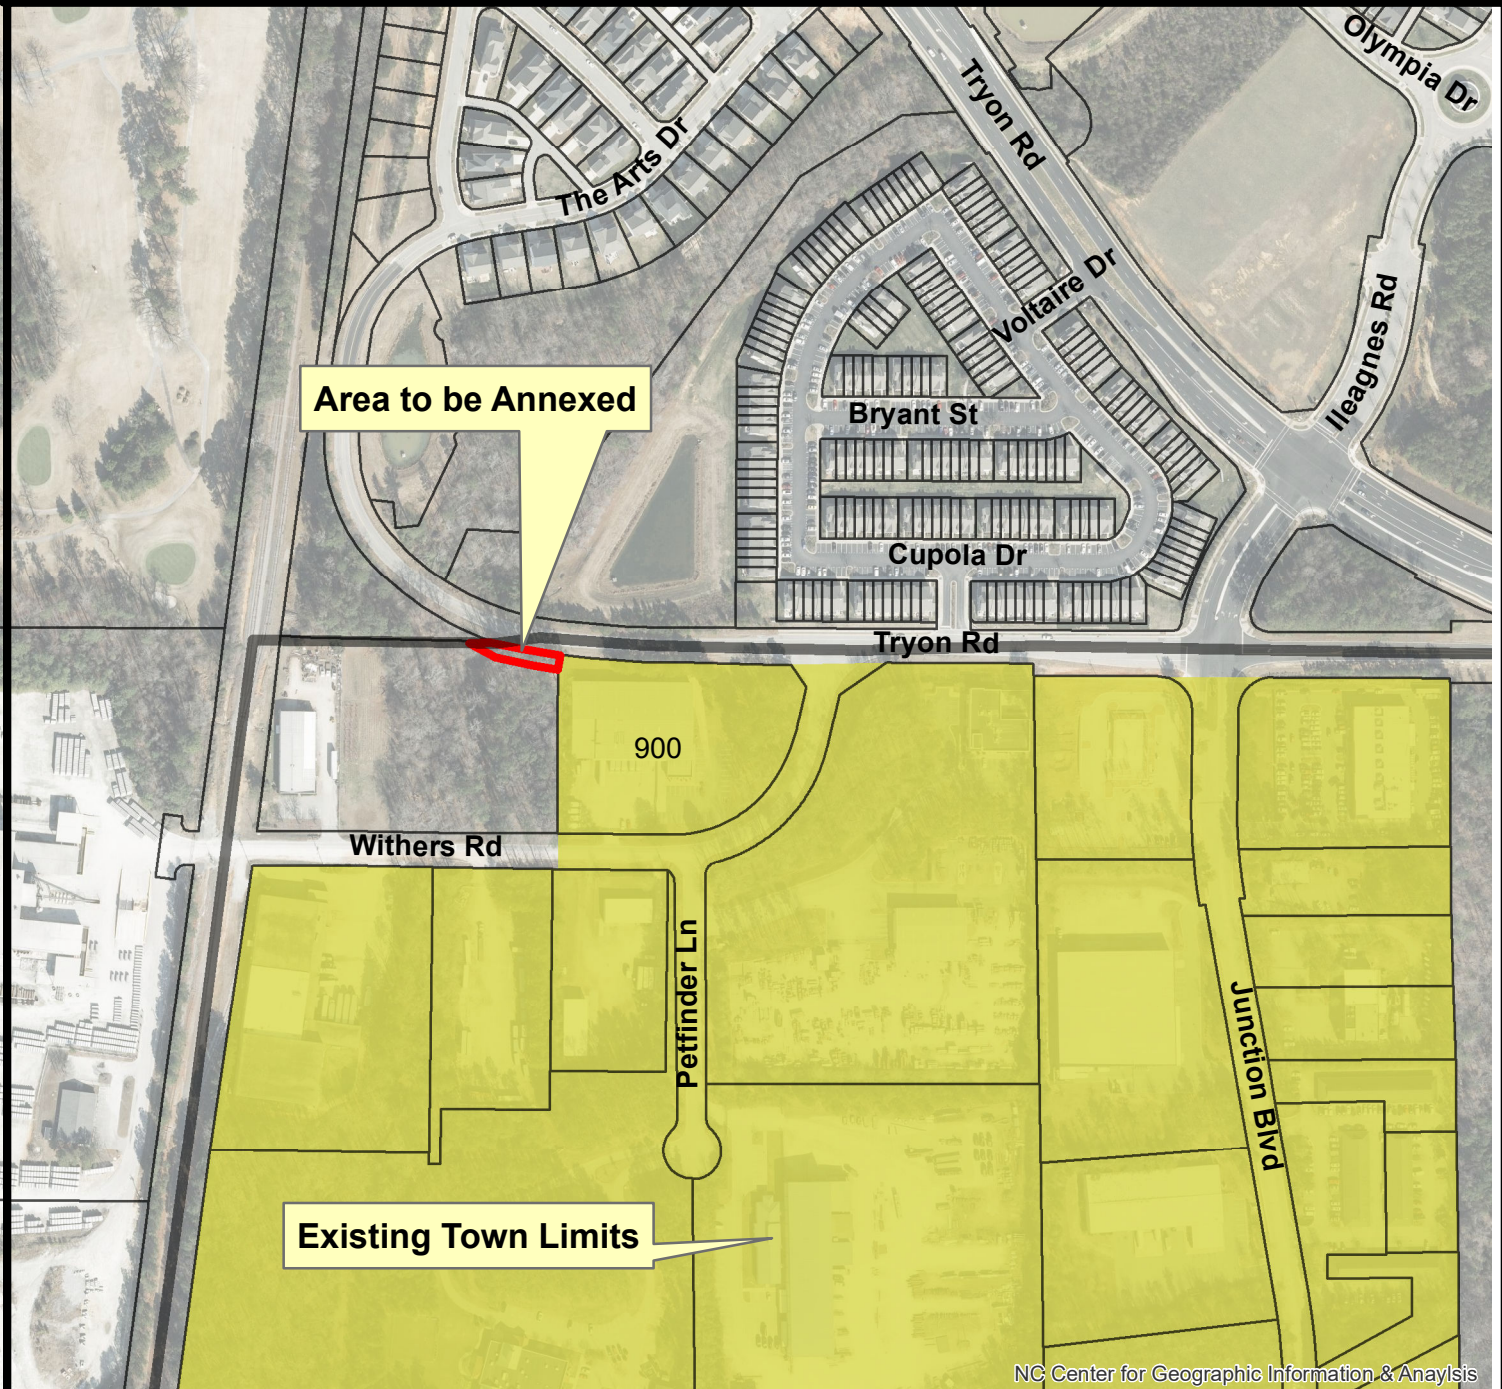 Olympia Dr
Tryon Rd
The Arts Dr
Voltaire Dr
Ileagnes Rd
Area to be Annexed
Bryant St
Cupola Dr
Tryon Rd
900
Withers Rd
Petfinder Ln
Junction Blvd
Existing Town Limits
NC Center for Geographic Information & Anaylsis